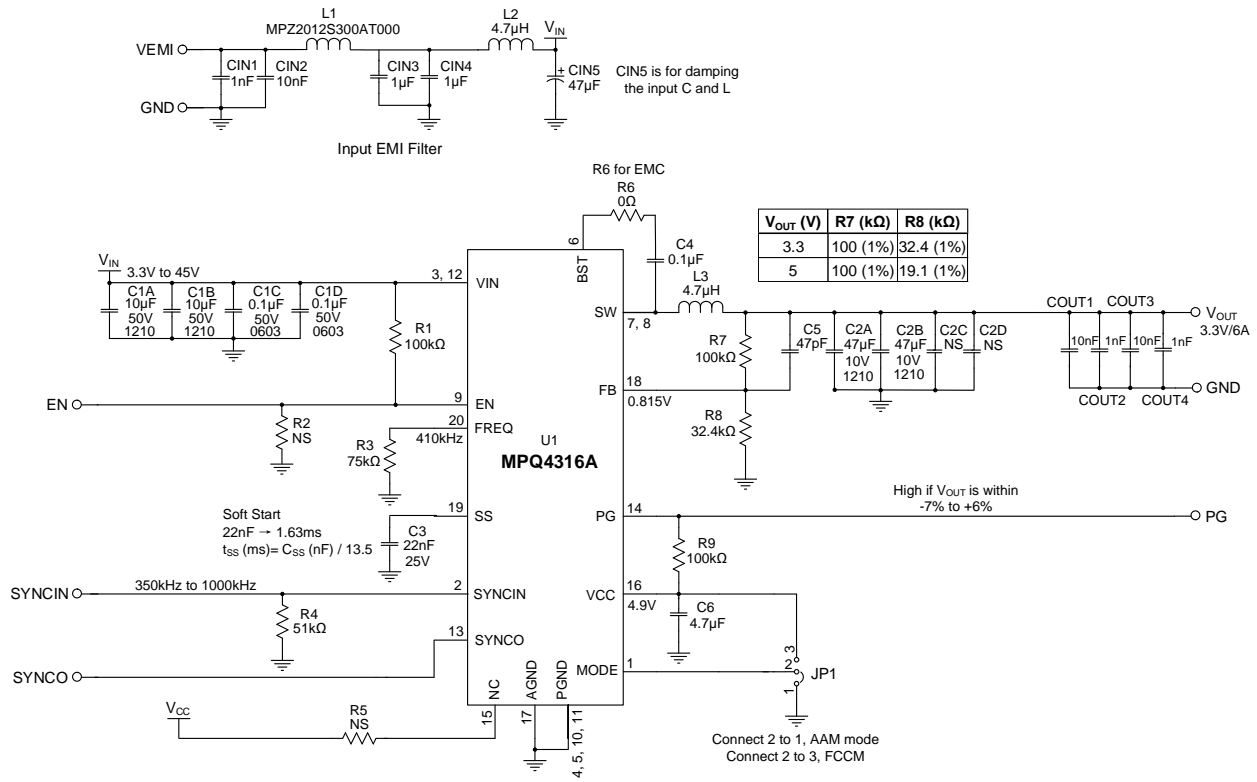 L1
MPZ2012S300AT000
L2
4.7µH
VIN
VEMI
CIN1
1nF
CIN2
10nF
CIN3
1µF
CIN4
1µF
+
CIN5
47µF
CIN5 is for damping
the input C and L
GND
Input EMI Filter
R6 for EMC
R6
0Ω
VOUT (V) R7 (kΩ) R8 (kΩ)
3.3 100 (1%) 32.4 (1%)
5 100 (1%) 19.1 (1%)
6
BST
C4
0.1µF
L3
4.7µH
VIN
3.3V to 45V
3, 12
VIN
C1A
10µF
50V
1210
C1B
10µF
50V
1210
C1C
0.1µF
50V
0603
C1D
0.1µF
50V
0603
R1
100kΩ
SW
7, 8
R7
100kΩ
C5
47pF
C2A
47µF
10V
1210
C2B
47µF
10V
1210
C2C
NS
C2D
NS
COUT1
COUT3
10nF
1nF
10nF
1nF
COUT2
COUT4
VOUT
3.3V/6A
GND
18
FB
0.815V
R8
32.4kΩ
EN
9
EN
R2
NS
20
FREQ
410kHz
R3
75kΩ
U1
MPQ4316A
Soft Start
22nF → 1.63ms
tSS (ms)= CSS (nF) / 13.5
19
SS
C3
22nF
25V
PG
14
High if VOUT is within
-7% to +6%
PG
R9
100kΩ
SYNCIN
350kHz to 1000kHz
2
SYNCIN
R4
51kΩ
VCC
16
4.9V
C6
4.7µF
13
SYNCO
SYNCO
MODE
1
3
2
1
JP1
VCC
R5
NS
NC
15
AGND
17
PGND
4, 5, 10, 11
Connect 2 to 1, AAM mode
Connect 2 to 3, FCCM